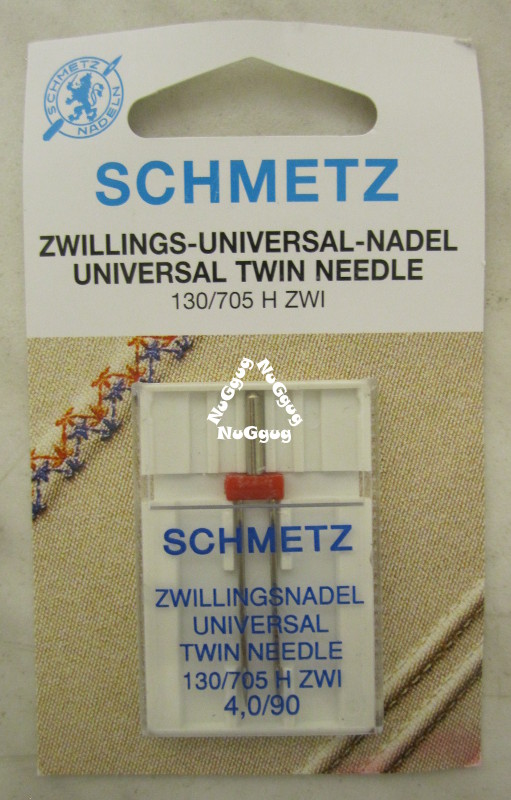 SCHMETZ
NADELN
SCHMETZ
ZWILLINGS-UNIVERSAL-NADEL
UNIVERSAL TWIN NEEDLE
130/705 H ZWI
NuGgug
NuGgug
NuGgug
SCHMETZ
ZWILLINGSNADEL
UNIVERSAL
TWIN NEEDLE
130/705 H ZWI
4,0/90